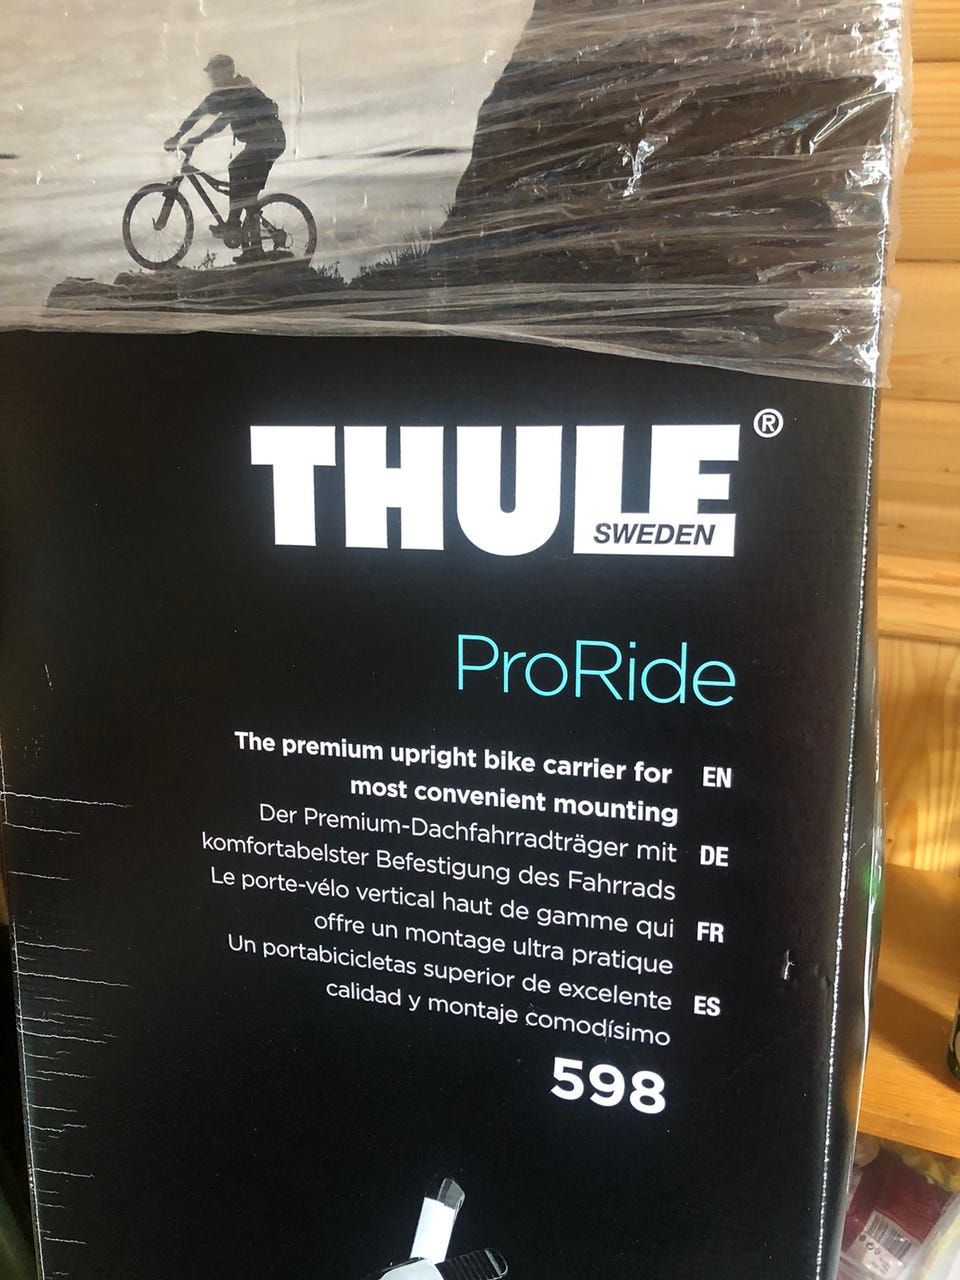 THULE®
SWEDEN
ProRide
The premium upright bike carrier for EN
most convenient mounting
Der Premium-Dachfahrradträger mit DE
komfortabelster Befestigung des Fahrrads
Le porte-vélo vertical haut de gamme qui FR
offre un montage ultra pratique
Un portabicicletas superior de excelente ES
calidad y montaje comodísimo
598